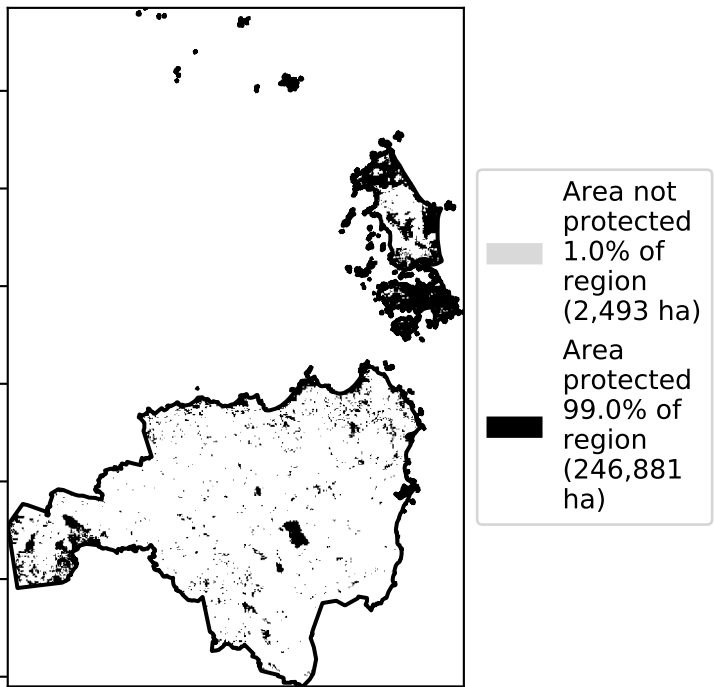 Area not
protected
1.0% of
region
(2,493 ha)
Area
protected
99.0% of
region
(246,881
ha)